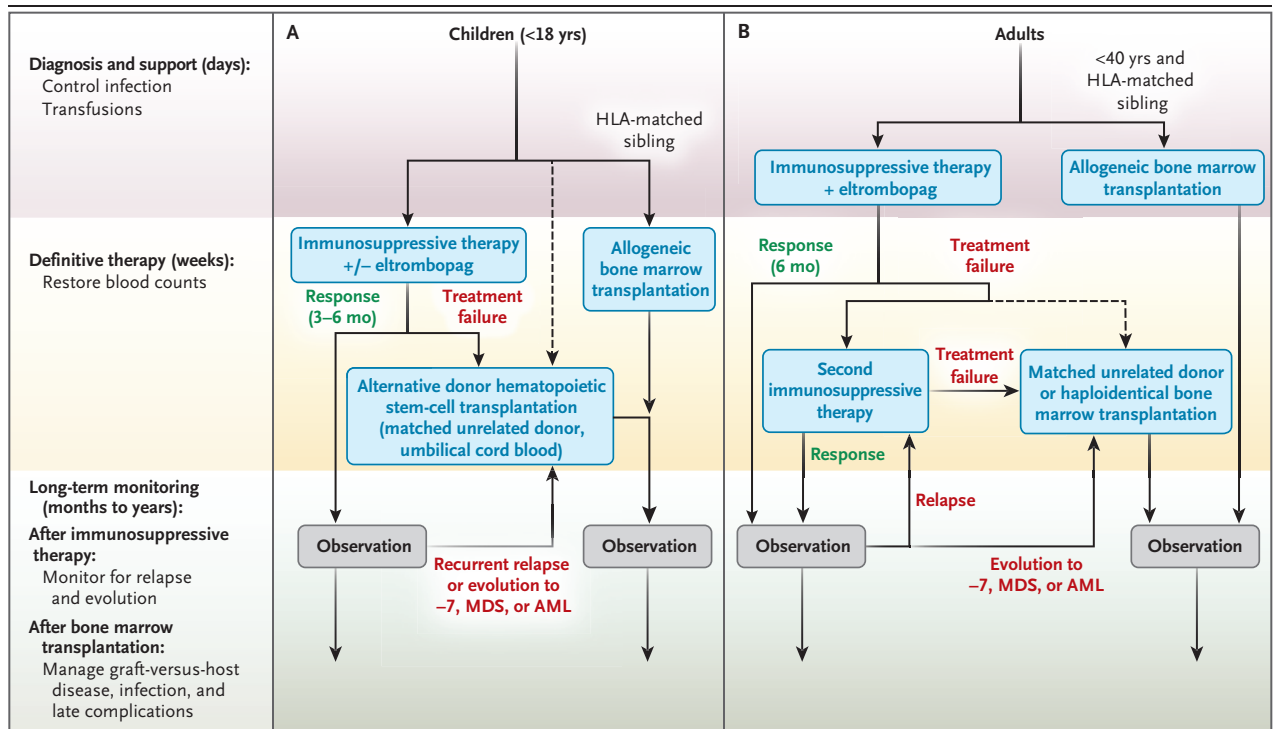 Diagnosis and support (days):
Control infection
Transfusions
Definitive therapy (weeks):
Restore blood counts
Long-term monitoring
(months to years):
After immunosuppressive
therapy:
Monitor for relapse
and evolution
After bone marrow
transplantation:
Manage graft-versus-host
disease, infection, and
late complications
A
Children (<18 yrs)
HLA-matched
sibling
Immunosuppressive therapy
+/− eltrombopag
Allogeneic
bone marrow
transplantation
Response
(3–6 mo)
Treatment
failure
Alternative donor hematopoietic
stem-cell transplantation
(matched unrelated donor,
umbilical cord blood)
Observation
Observation
Recurrent relapse
or evolution to
−7, MDS, or AML
B
Adults
<40 yrs and
HLA-matched
sibling
Immunosuppressive therapy
+ eltrombopag
Allogeneic bone marrow
transplantation
Response
(6 mo)
Treatment
failure
Second
immunosuppressive
therapy
Treatment
failure
Matched unrelated donor
or haploidentical bone
marrow transplantation
Response
Relapse
Observation
Observation
Evolution to
−7, MDS, or AML